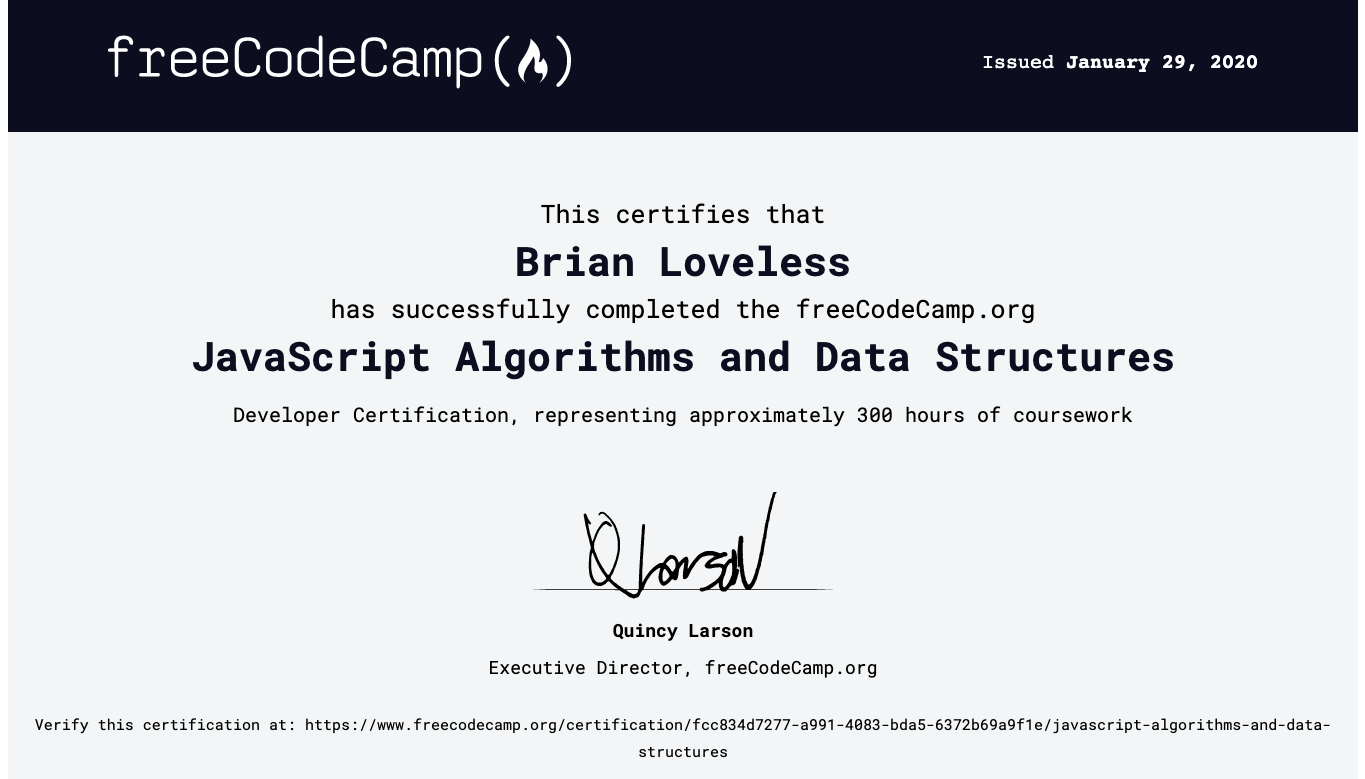 freeCodeCamp(🔥)
Issued January 29, 2020
This certifies that
Brian Loveless
has successfully completed the freeCodeCamp.org
JavaScript Algorithms and Data Structures
Developer Certification, representing approximately 300 hours of coursework
Q Larson
Quincy Larson
Executive Director, freeCodeCamp.org
Verify this certification at: https://www.freecodecamp.org/certification/fcc834d7277-a991-4083-bda5-6372b69a9f1e/javascript-algorithms-and-data-
structures